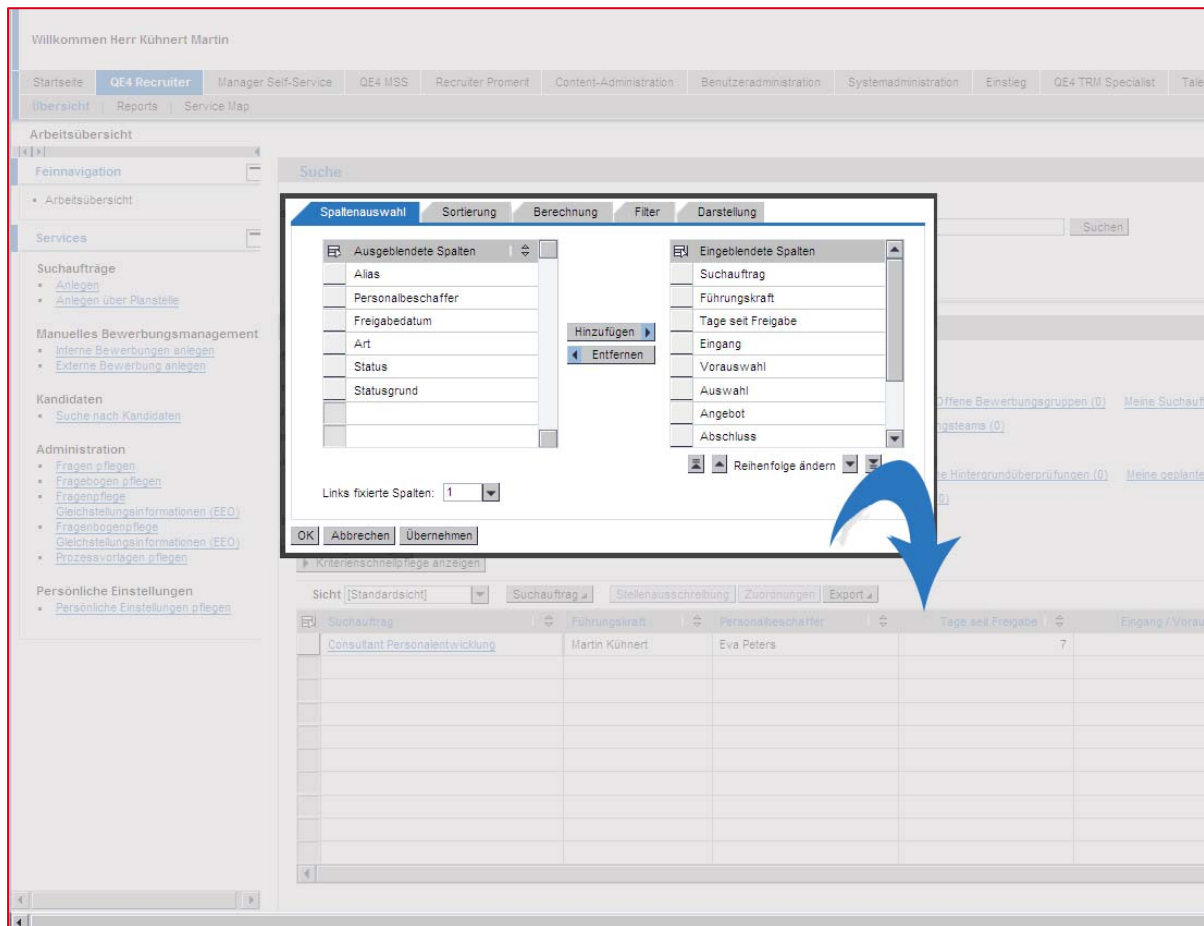 Willkommen Herr Kühnert Martin
Startseite QE4 Recruiter Manager Self-Service QE4 MSS Recruiter Promerit Content-Administration Benutzeradministration Systemadministration Einstieg QE4 TRM Specialist Tale
Übersicht | Reports | Service Map
Arbeitsübersicht
Feinnavigation
Arbeitsübersicht
Services
Suchaufträge
Anlegen
Anlegen über Planstelle
Manuelles Bewerbungsmanagement
Interne Bewerbungen anlegen
Externe Bewerbung anlegen
Kandidaten
Suche nach Kandidaten
Administration
Fragen pflegen
Fragebogen pflegen
Fragenpflege
Gleichstellungsinformationen (EEO)
Fragenbogenpflege
Gleichstellungsinformationen (EEO)
Prozessvorlagen pflegen
Persönliche Einstellungen
Persönliche Einstellungen pflegen
Suche
Suchen
Spaltenauswahl Sortierung Berechnung Filter Darstellung
Ausgeblendete Spalten
Alias
Personalbeschaffer
Freigabedatum
Art
Status
Statusgrund
Hinzufügen
Entfernen
Eingeblendete Spalten
Suchauftrag
Führungskraft
Tage seit Freigabe
Eingang
Vorauswahl
Auswahl
Angebot
Abschluss
Reihenfolge ändern
Links fixierte Spalten: 1
OK Abbrechen Übernehmen
Offene Bewerbungsgruppen (0) Meine Suchauft
ngsteams (0)
e Hintergrundüberprüfungen (0) Meine geplante
0)
Kriterienschnellpflege anzeigen
Sicht [Standardsicht] Suchauftrag Stellenausschreibung Zuordnungen Export
Suchauftrag Führungskraft Personalbeschaffer Tage seit Freigabe Eingang / Vorau
Consultant Personalentwicklung Martin Kühnert Eva Peters 7